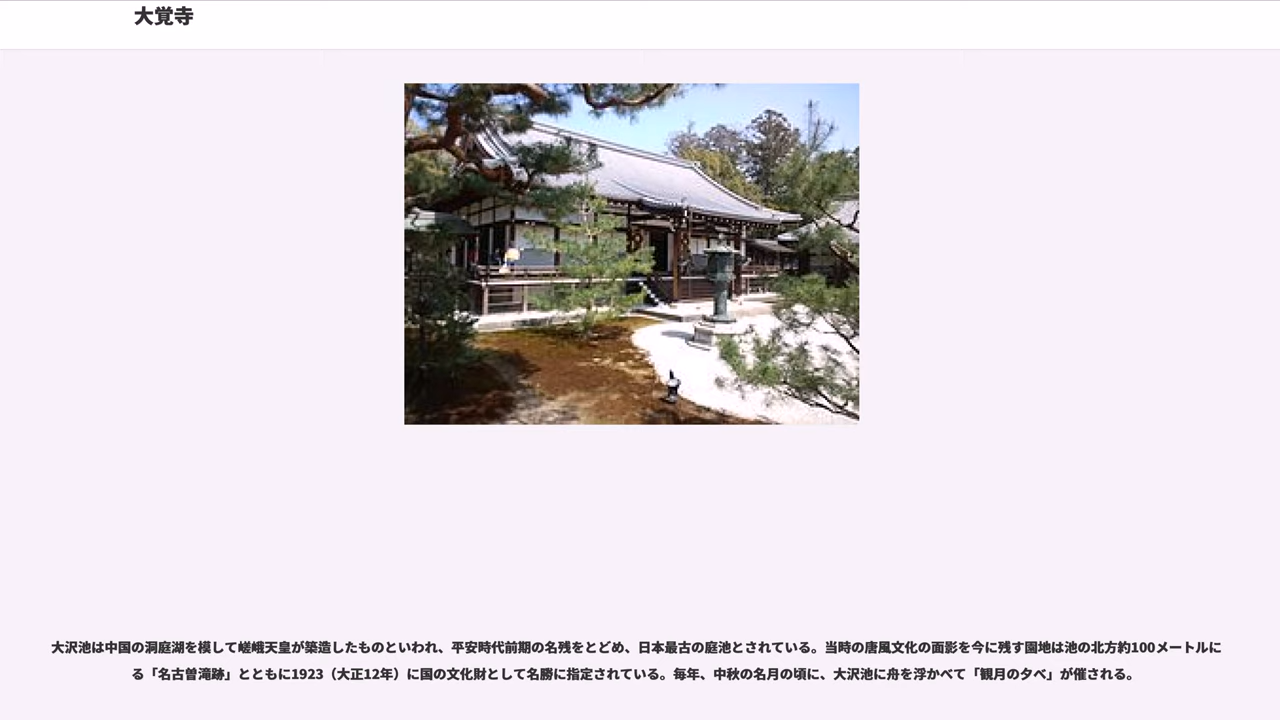 大覚寺
大沢池は中国の洞庭湖を模して嵯峨天皇が築造したものといわれ、平安時代前期の名残をとどめ、日本最古の庭池とされている。当時の唐風文化の面影を今に残す園地は池の北方約100メートルに
る「名古曽滝跡」とともに1923（大正12年）に国の文化財として名勝に指定されている。毎年、中秋の名月の頃に、大沢池に舟を浮かべて「観月の夕べ」が催される。